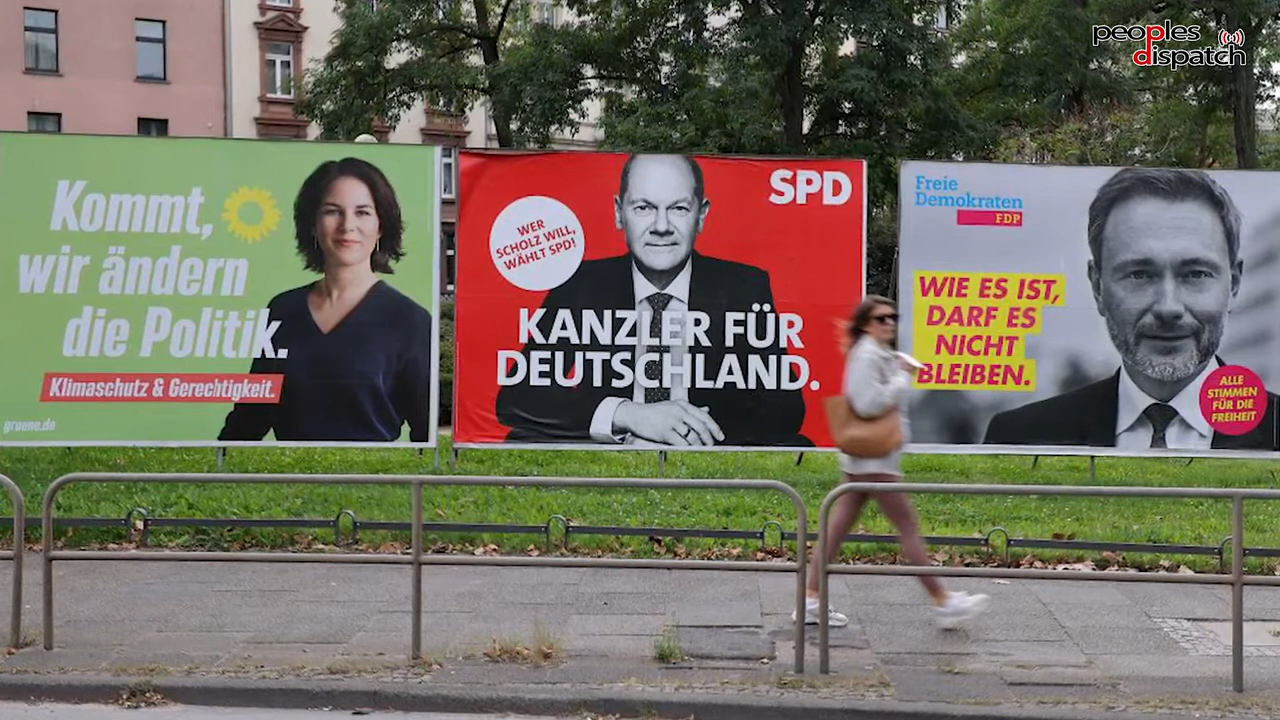 peoples
dispatch
Kommt,
wir ändern
die Politik.
Klimaschutz & Gerechtigkeit.
gruene.de
SPD
WER
SCHOLZ WILL,
WÄHLT SPD!
KANZLER FÜR
DEUTSCHLAND.
Freie
Demokraten
FDP
WIE ES IST,
DARF ES
NICHT
BLEIBEN.
ALLE
STIMMEN
FÜR DIE
FREIHEIT